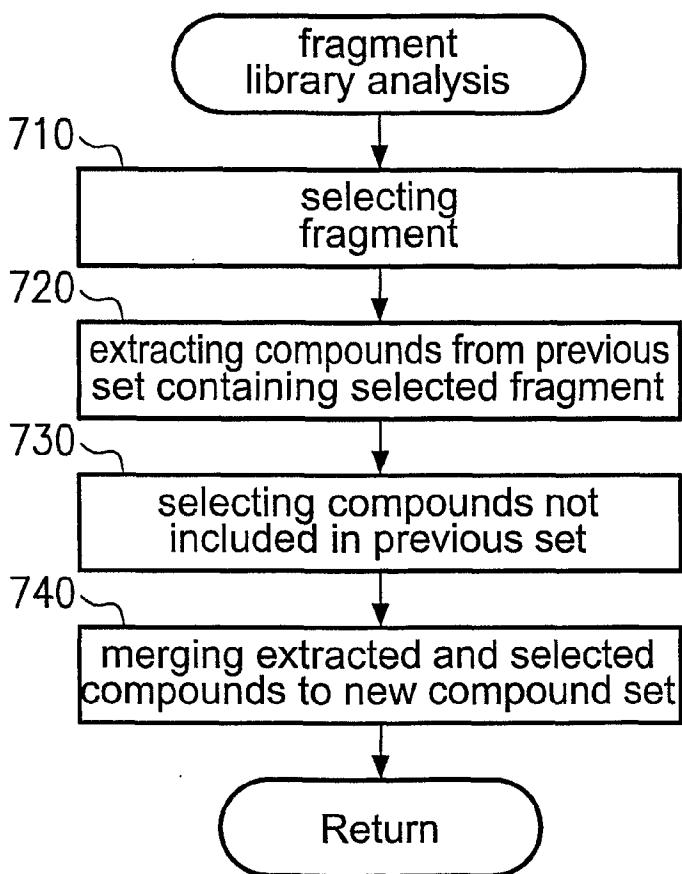 fragment
library analysis
710
selecting
fragment
720
extracting compounds from previous
set containing selected fragment
730
selecting compounds not
included in previous set
740
merging extracted and selected
compounds to new compound set
Return